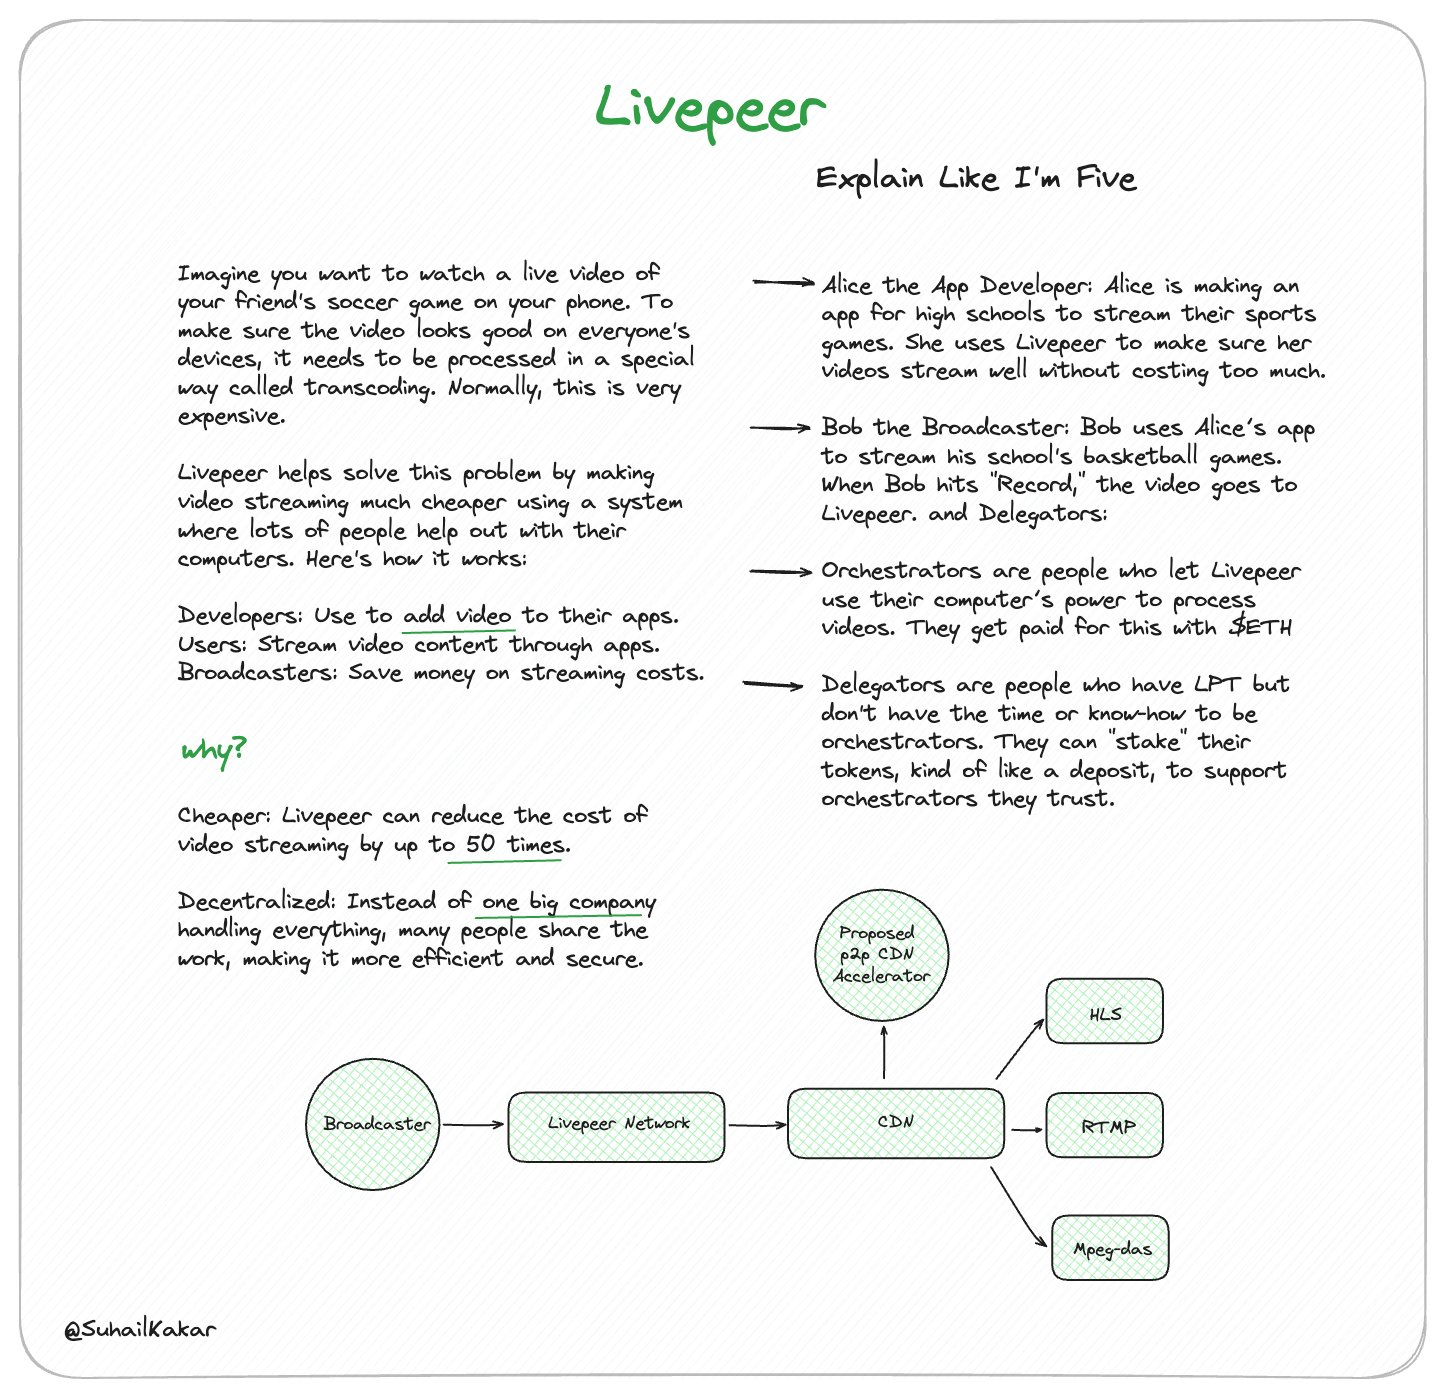 Livepeer
Explain Like I'm Five
Imagine you want to watch a live video of
your friend's soccer game on your phone. To
make sure the video looks good on everyone's
devices, it needs to be processed in a special
way called transcoding. Normally, this is very
expensive.
Livepeer helps solve this problem by making
video streaming much cheaper using a system
where lots of people help out with their
computers. Here's how it works:
Developers: Use to add video to their apps.
Users: Stream video content through apps.
Broadcasters: Save money on streaming costs.
why?
Cheaper: Livepeer can reduce the cost of
video streaming by up to 50 times.
Decentralized: Instead of one big company
handling everything, many people share the
work, making it more efficient and secure.
Alice the App Developer: Alice is making an
app for high schools to stream their sports
games. She uses Livepeer to make sure her
videos stream well without costing too much.
Bob the Broadcaster: Bob uses Alice's app
to stream his school's basketball games.
When Bob hits "Record," the video goes to
Livepeer. and Delegators:
Orchestrators are people who let Livepeer
use their computer's power to process
videos. They get paid for this with $ETH
Delegators are people who have LPT but
don't have the time or know-how to be
orchestrators. They can "stake" their
tokens, kind of like a deposit, to support
orchestrators they trust.
Proposed
p2p CDN
Accelerator
HLS
Broadcaster
Livepeer Network
CDN
RTMP
Mpeg-das
@SuhailKakar